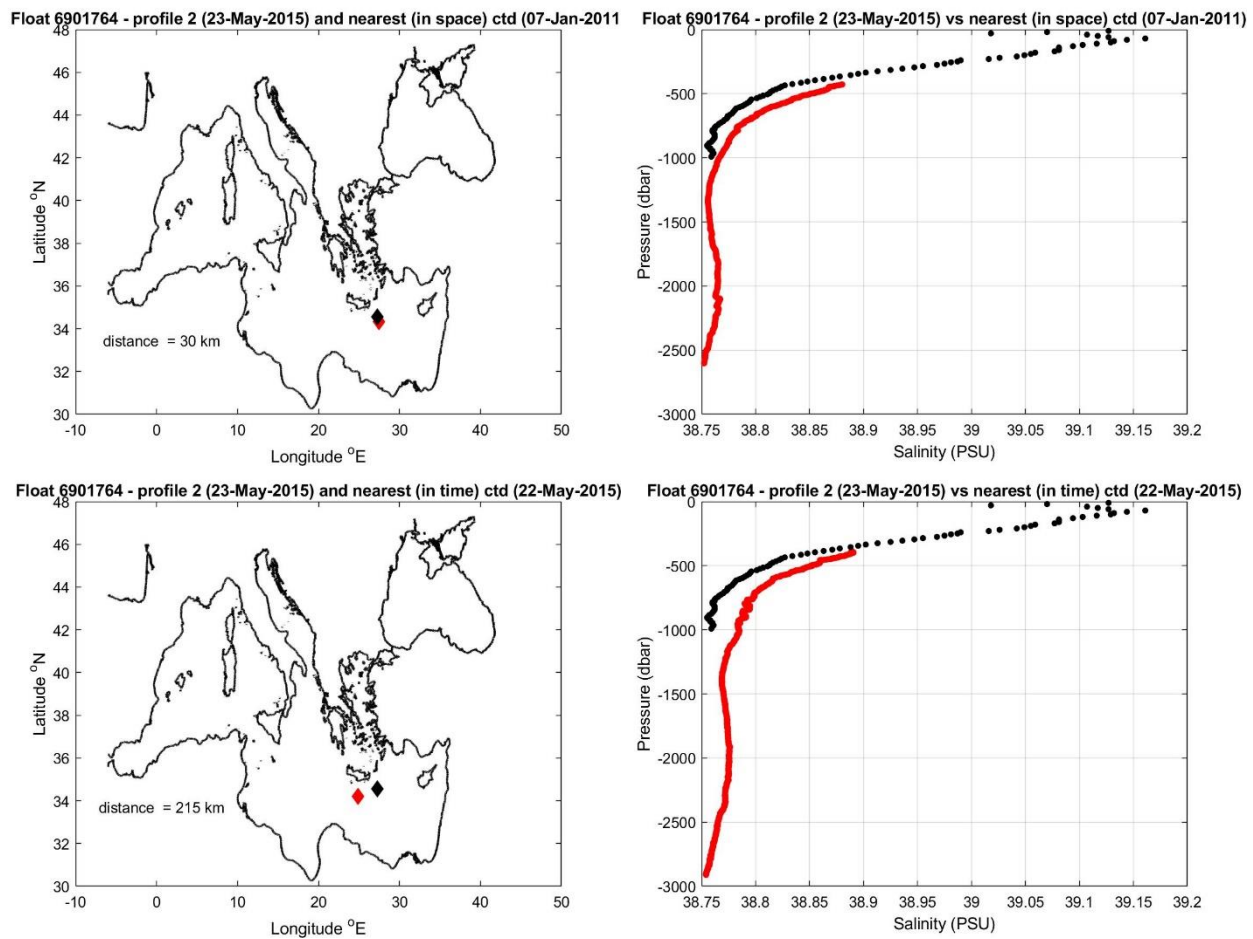 Float 6901764 - profile 2 (23-May-2015) and nearest (in space) ctd (07-Jan-2011
48
46
44
42
40
38
36
34
32
30
Latitude °N
distance = 30 km
-10 0 10 20 30 40 50
Longitude °E
Float 6901764 - profile 2 (23-May-2015) vs nearest (in space) ctd (07-Jan-2011)
0
-500
-1000
-1500
-2000
-2500
-3000
Pressure (dbar)
38.75 38.8 38.85 38.9 38.95 39 39.05 39.1 39.15 39.2
Salinity (PSU)
Float 6901764 - profile 2 (23-May-2015) and nearest (in time) ctd (22-May-2015)
48
46
44
42
40
38
36
34
32
30
Latitude °N
distance = 215 km
-10 0 10 20 30 40 50
Longitude °E
Float 6901764 - profile 2 (23-May-2015) vs nearest (in time) ctd (22-May-2015)
0
-500
-1000
-1500
-2000
-2500
-3000
Pressure (dbar)
38.75 38.8 38.85 38.9 38.95 39 39.05 39.1 39.15 39.2
Salinity (PSU)